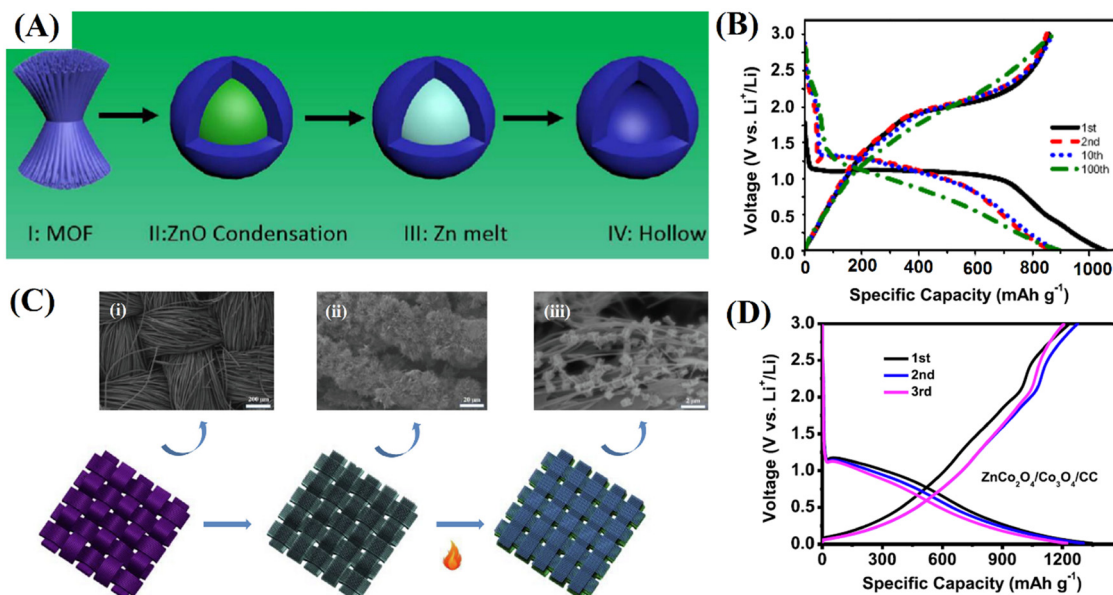 (A)
I: MOF
II:ZnO Condensation
III: Zn melt
IV: Hollow
(B)
Voltage (V vs. Li⁺/Li)
3.0
2.5
2.0
1.5
1.0
0.5
0.0
1st
2nd
10th
100th
200 400 600 800 1000
Specific Capacity (mAh g⁻¹)
(C)
(i)
200 μm
(ii)
20 μm
(iii)
2 μm
(D)
Voltage (V vs. Li⁺/Li)
3.0
2.5
2.0
1.5
1.0
0.5
0.0
1st
2nd
3rd
ZnCo₂O₄/Co₃O₄/CC
0 300 600 900 1200
Specific Capacity (mAh g⁻¹)